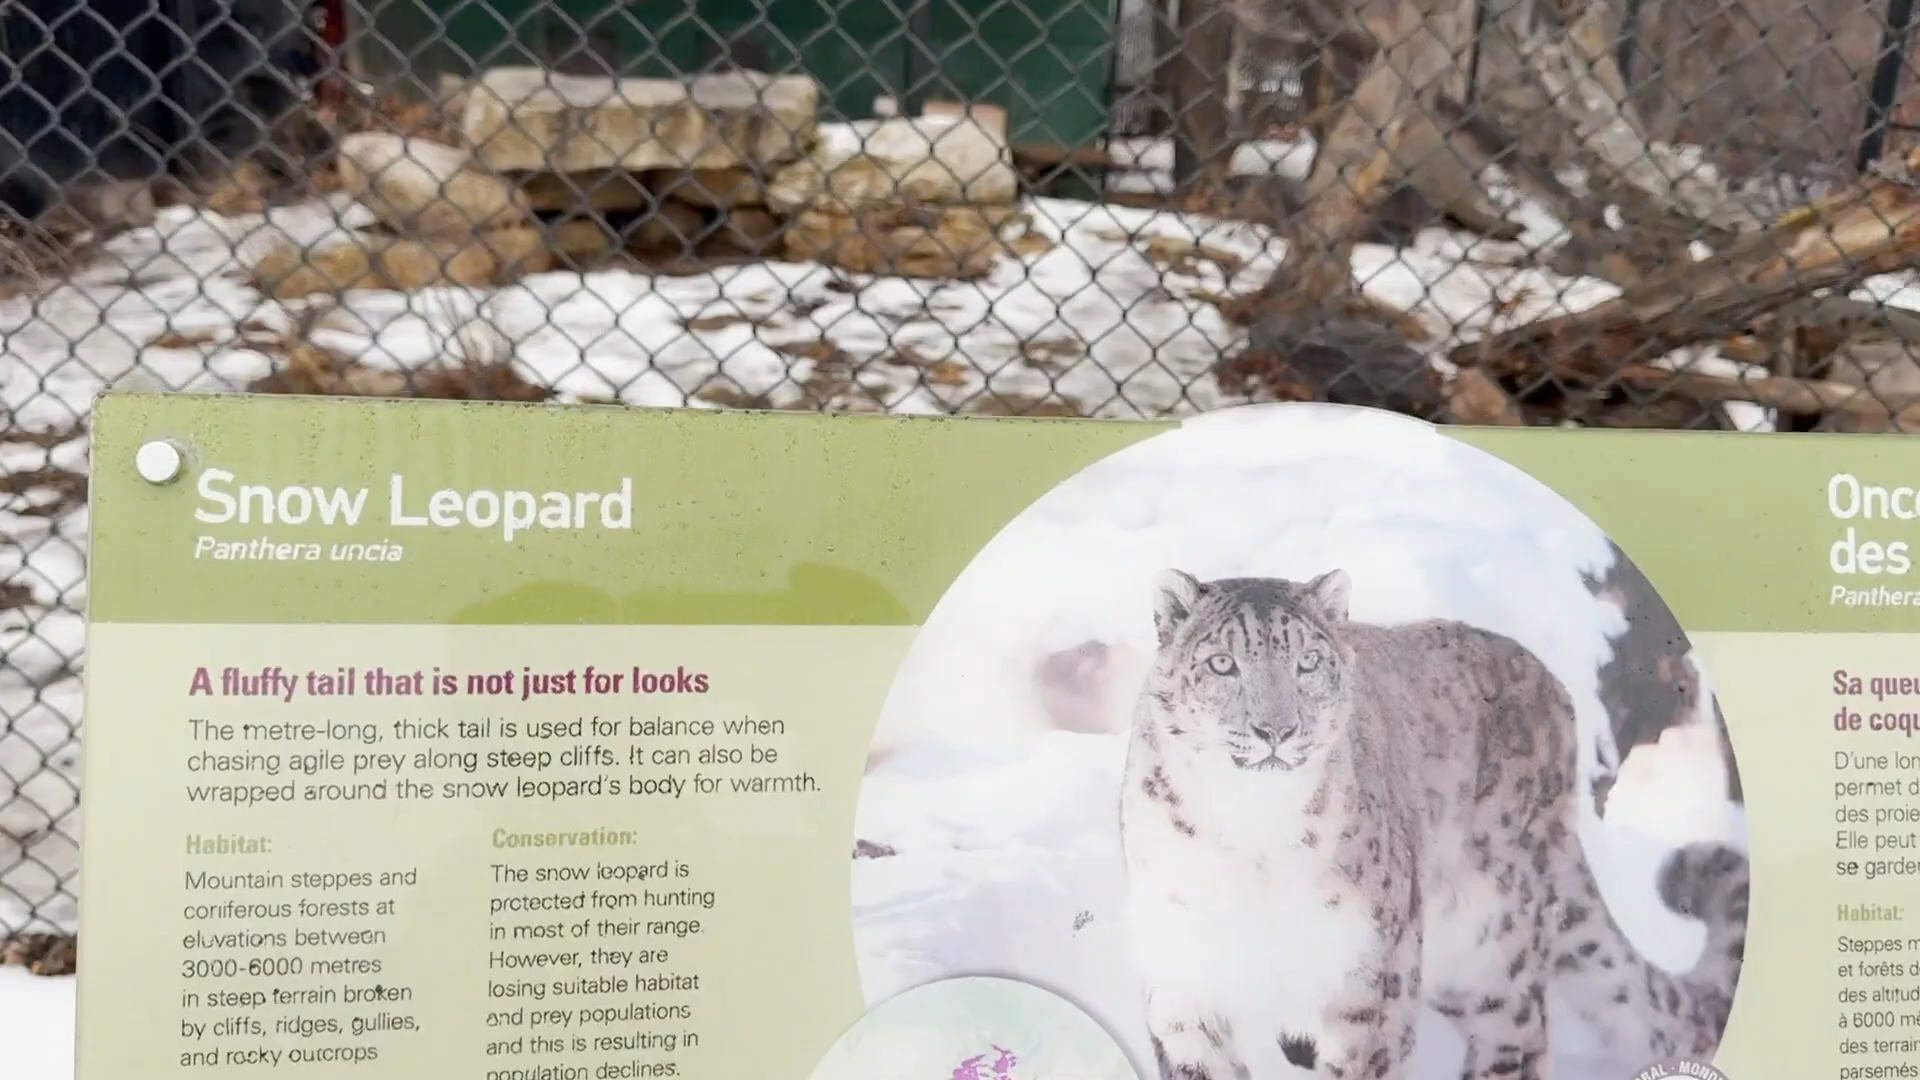 Snow Leopard
Panthera uncia
A fluffy tail that is not just for looks
The metre-long, thick tail is used for balance when
chasing agile prey along steep cliffs. It can also be
wrapped around the snow leopard's body for warmth.
Habitat:
Mountain steppes and
coniferous forests at
elevations between
3000-6000 metres
in steep terrain broken
by cliffs, ridges, gullies,
and rocky outcrops
Conservation:
The snow leopard is
protected from hunting
in most of their range.
However, they are
losing suitable habitat
and prey populations
and this is resulting in
population declines.
Onc
des
Panthera
Sa queu
de coqu
D'une lon
permet d
des proie
Elle peut
se garde
Habitat:
Steppes m
et forêts d
des altitud
à 6000 mè
des terrain
parsemés